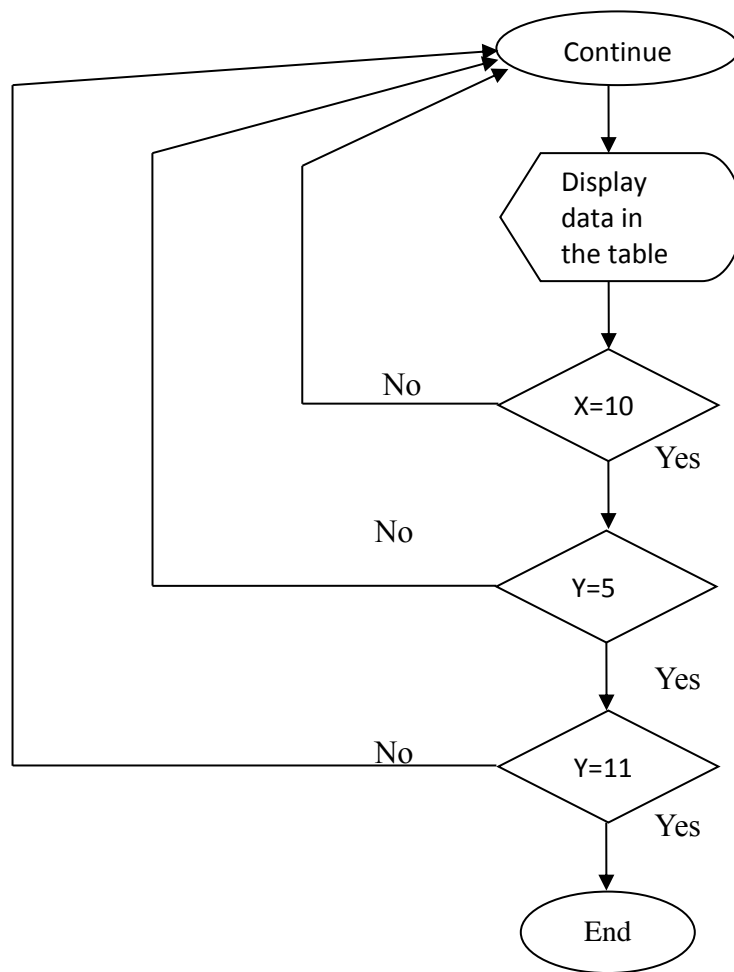 Continue
Display
data in
the table
No
X=10
Yes
No
Y=5
Yes
No
Y=11
Yes
End